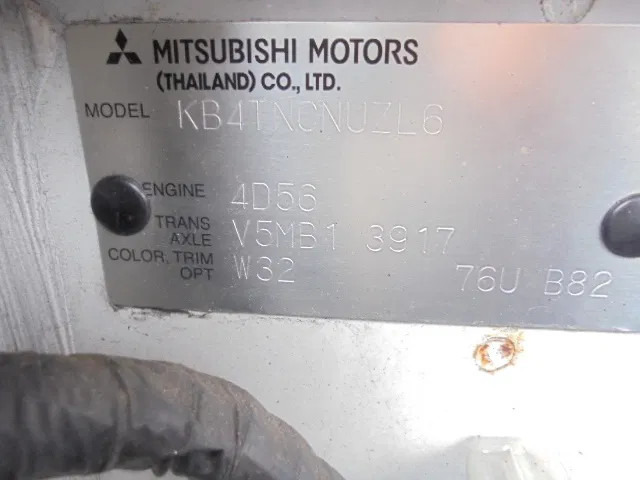 MITSUBISHI MOTORS
(THAILAND) CO., LTD.
MODEL KB4TNCNUZL6
ENGINE 4D56
TRANS AXLE V5MB1 3917
COLOR, TRIM OPT W32 76U B82